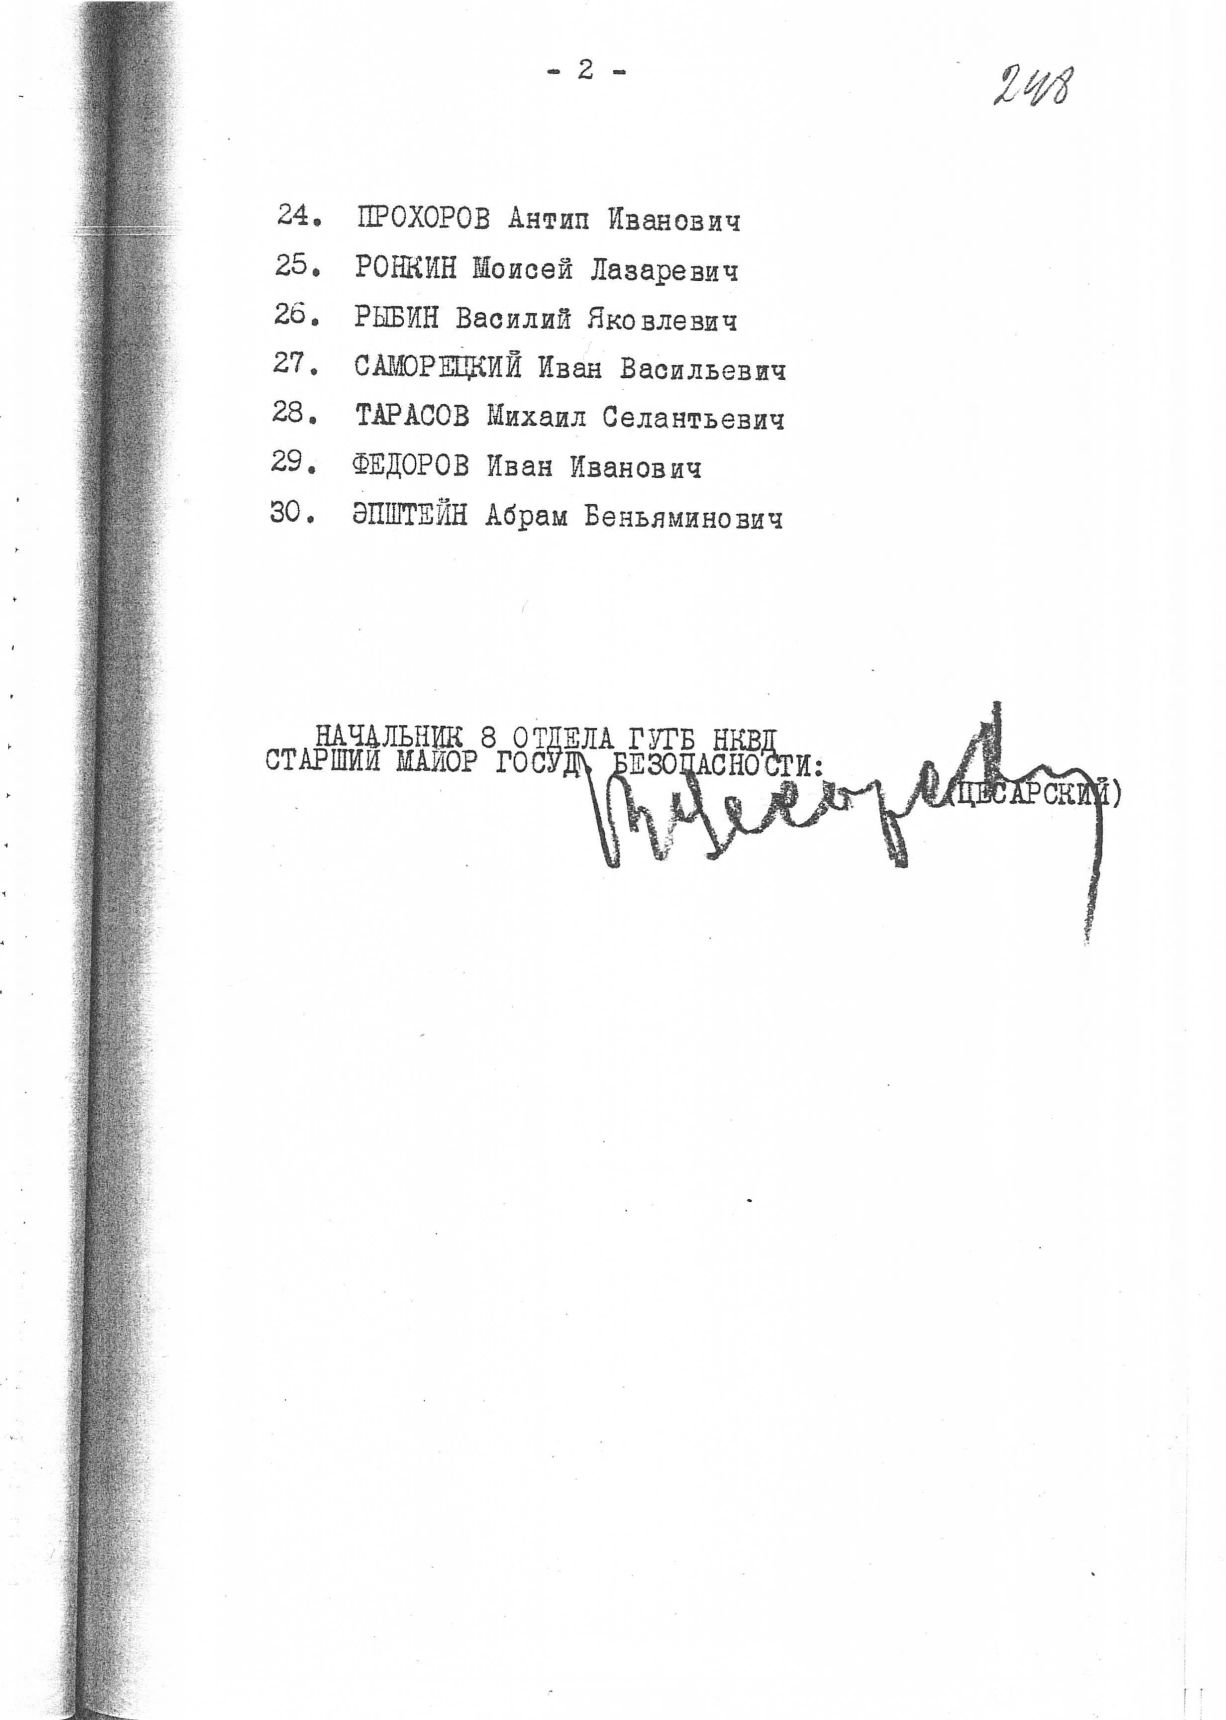 - 2 -
248
24. ПРОХОРОВ Антип Иванович
25. РОНКИН Моисей Лазаревич
26. РЫБИН Василий Яковлевич
27. САМОРЕЦКИЙ Иван Васильевич
28. ТАРАСОВ Михаил Селантьевич
29. ФЕДОРОВ Иван Иванович
30. ЭПШТЕЙН Абрам Беньяминович
НАЧАЛЬНИК 8 ОТДЕЛА ГУГБ НКВД
СТАРШИЙ МАЙОР ГОСУД. БЕЗОПАСНОСТИ:
(ЦЕСАРСКИЙ)